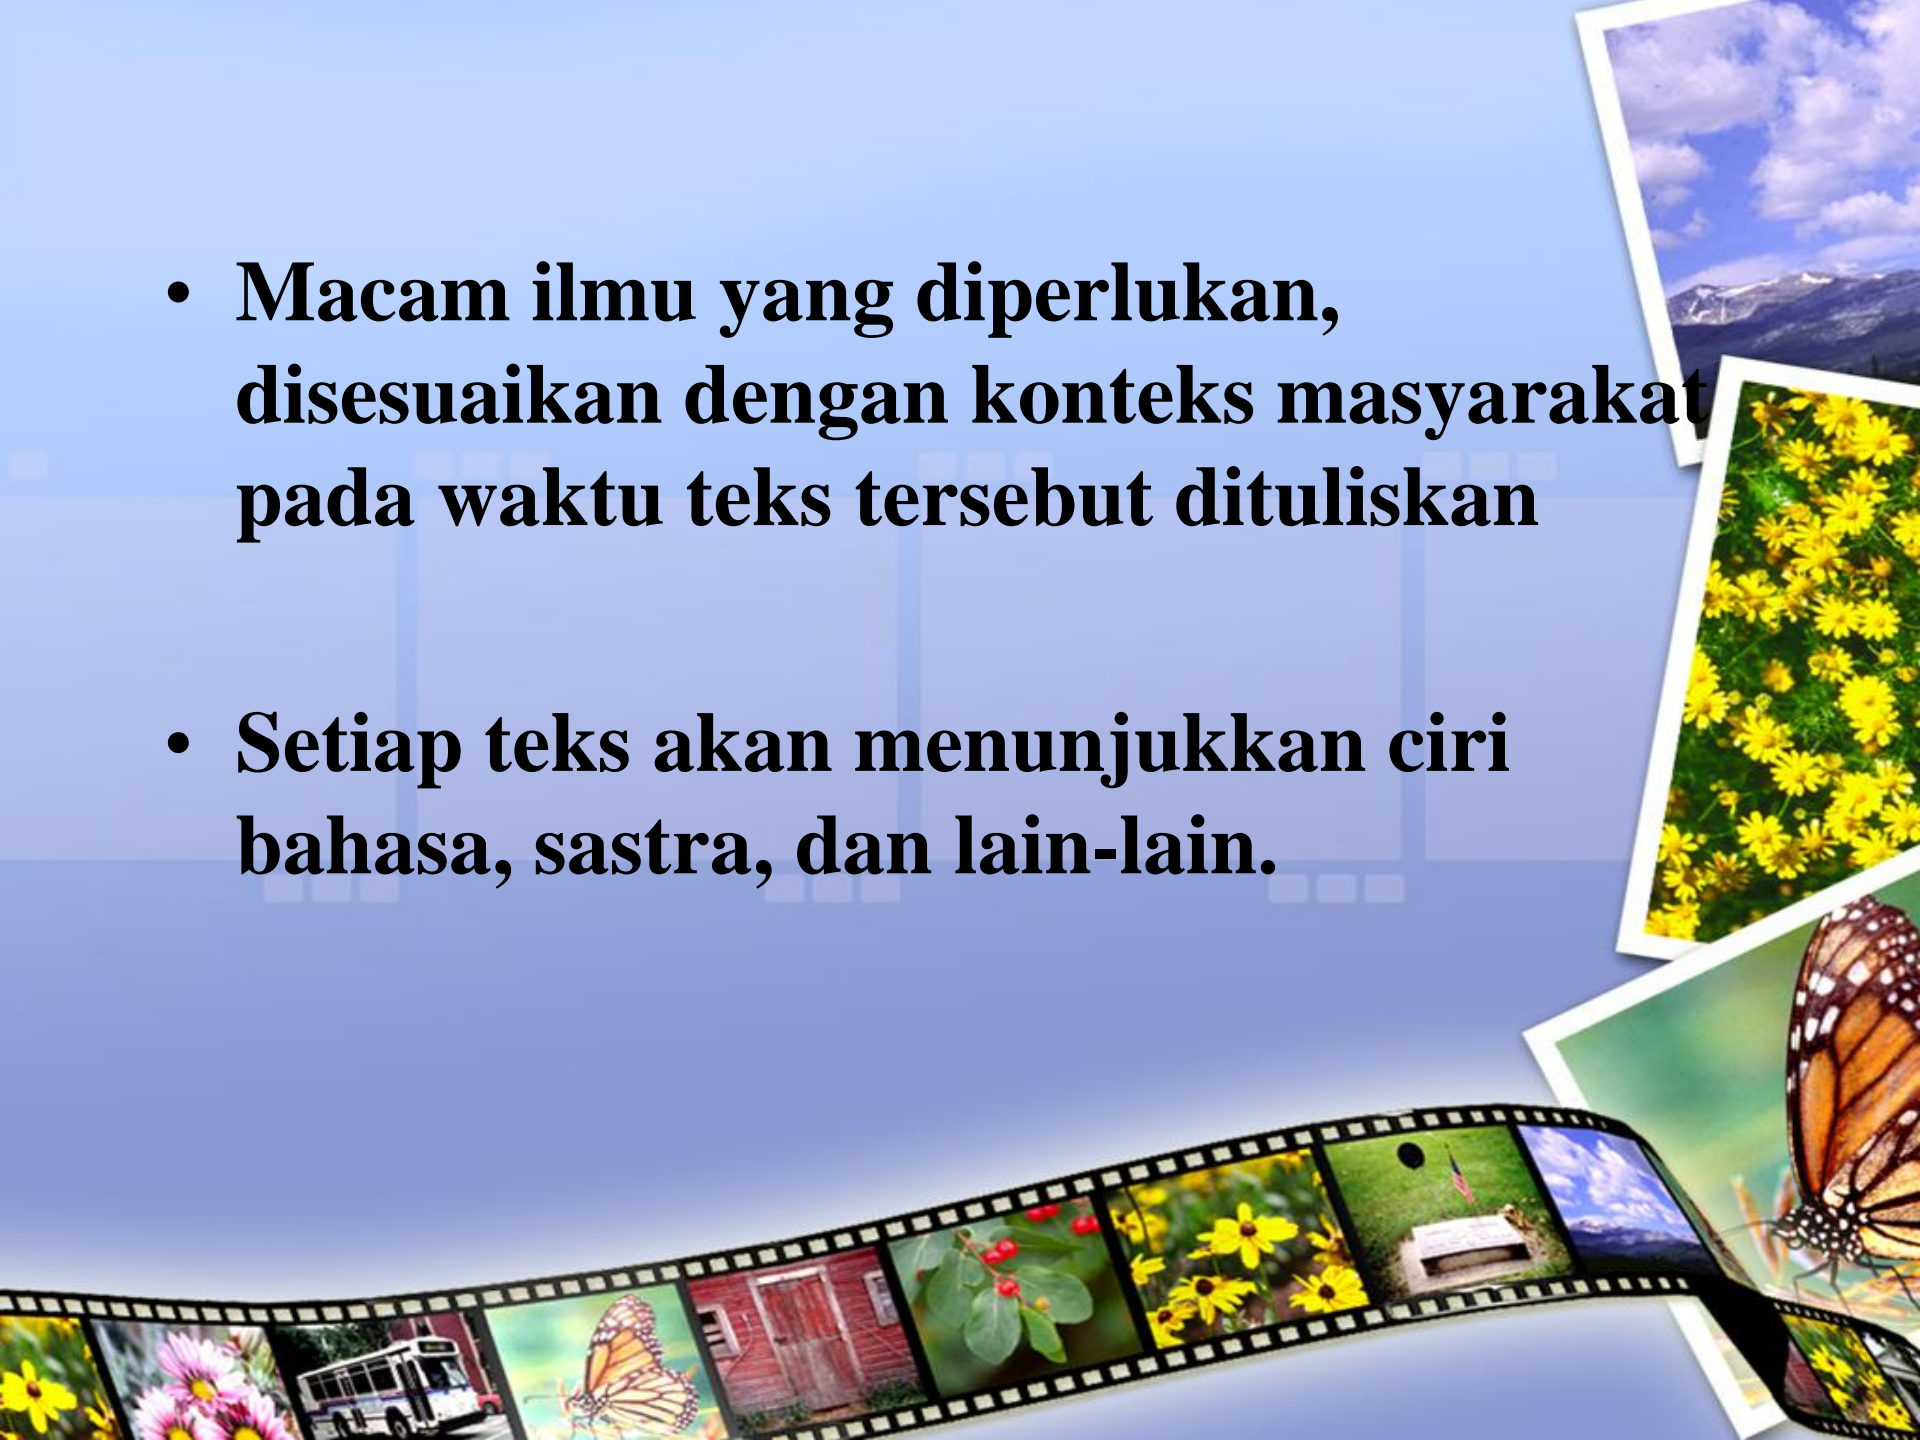 • Macam ilmu yang diperlukan,
disesuaikan dengan konteks masyarakat
pada waktu teks tersebut dituliskan
• Setiap teks akan menunjukkan ciri
bahasa, sastra, dan lain-lain.